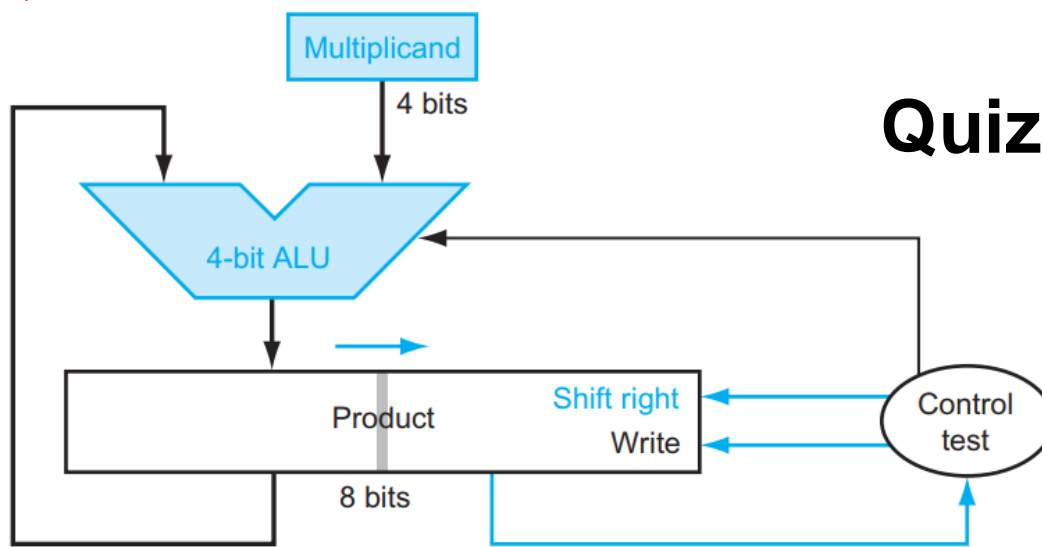 Multiplicand
4 bits
Quiz
4-bit ALU
Shift right
Product
Write
Control
test
8 bits